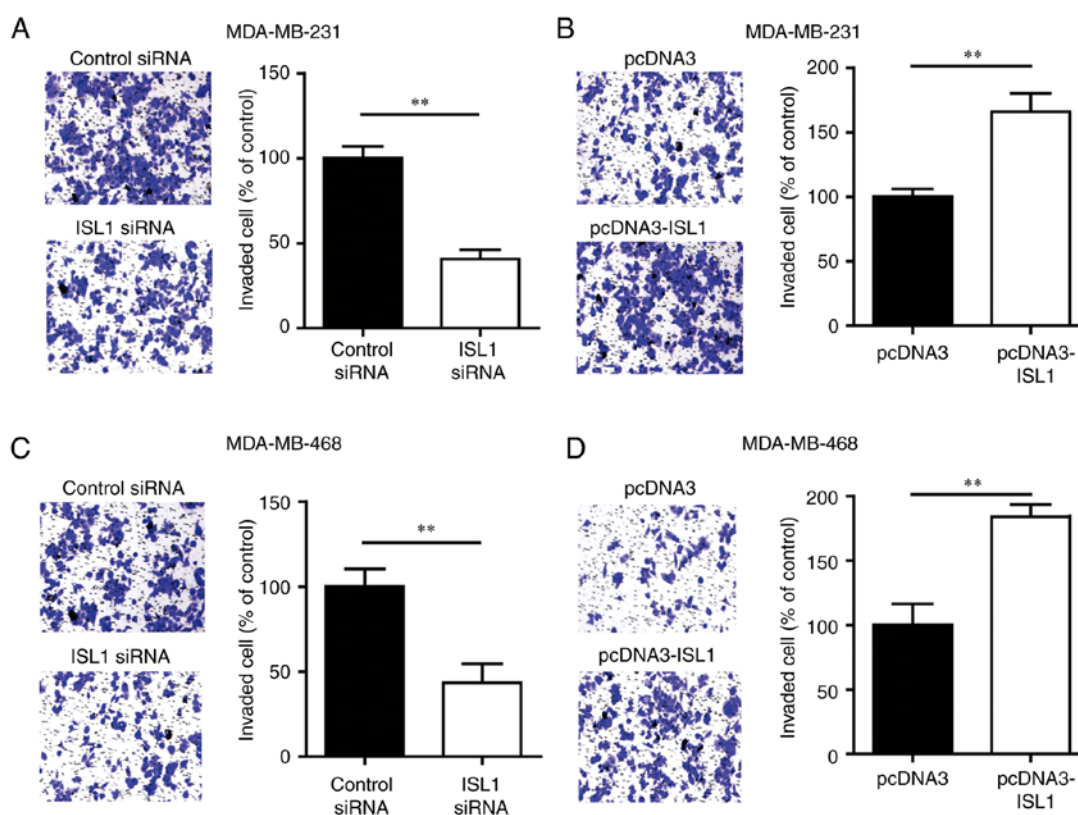 A
MDA-MB-231
Control siRNA
ISL1 siRNA
Invaded cell (% of control)
150
100
50
0
**
Control
siRNA
ISL1
siRNA
B
MDA-MB-231
pcDNA3
pcDNA3-ISL1
Invaded cell (% of control)
200
150
100
50
0
**
pcDNA3
pcDNA3-
ISL1
C
MDA-MB-468
Control siRNA
ISL1 siRNA
Invaded cell (% of control)
150
100
50
0
**
Control
siRNA
ISL1
siRNA
D
MDA-MB-468
pcDNA3
pcDNA3-ISL1
Invaded cell (% of control)
200
150
100
50
0
**
pcDNA3
pcDNA3-
ISL1